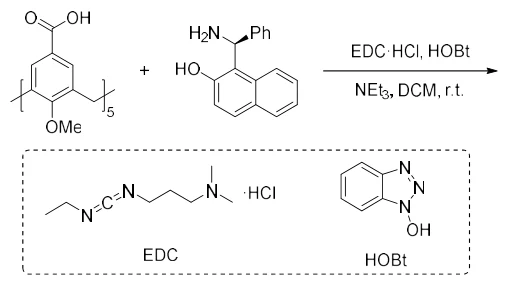 O
OH
H₂N
Ph
HO
+
5
OMe
EDC·HCl, HOBt
NEt₃, DCM, r.t.
N
C
N
N
·HCl
EDC
N
N
N
OH
HOBt